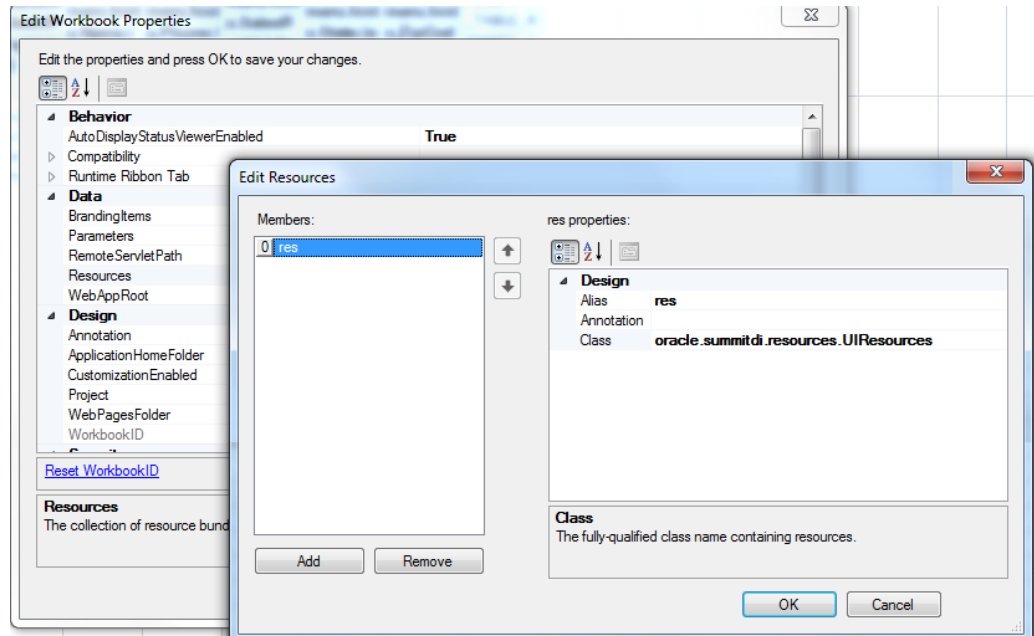 Edit Workbook Properties
Edit the properties and press OK to save your changes.
Behavior
AutoDisplayStatusViewerEnabled True
Compatibility
Runtime Ribbon Tab
Data
BrandingItems
Parameters
RemoteServletPath
Resources
WebAppRoot
Design
Annotation
ApplicationHomeFolder
CustomizationEnabled
Project
WebPagesFolder
WorkbookID
Reset WorkbookID
Resources
The collection of resource bund
Edit Resources
Members:
0 res
Add Remove
res properties:
Design
Alias res
Annotation
Class oracle.summitdi.resources.UIResources
Class
The fully-qualified class name containing resources.
OK Cancel